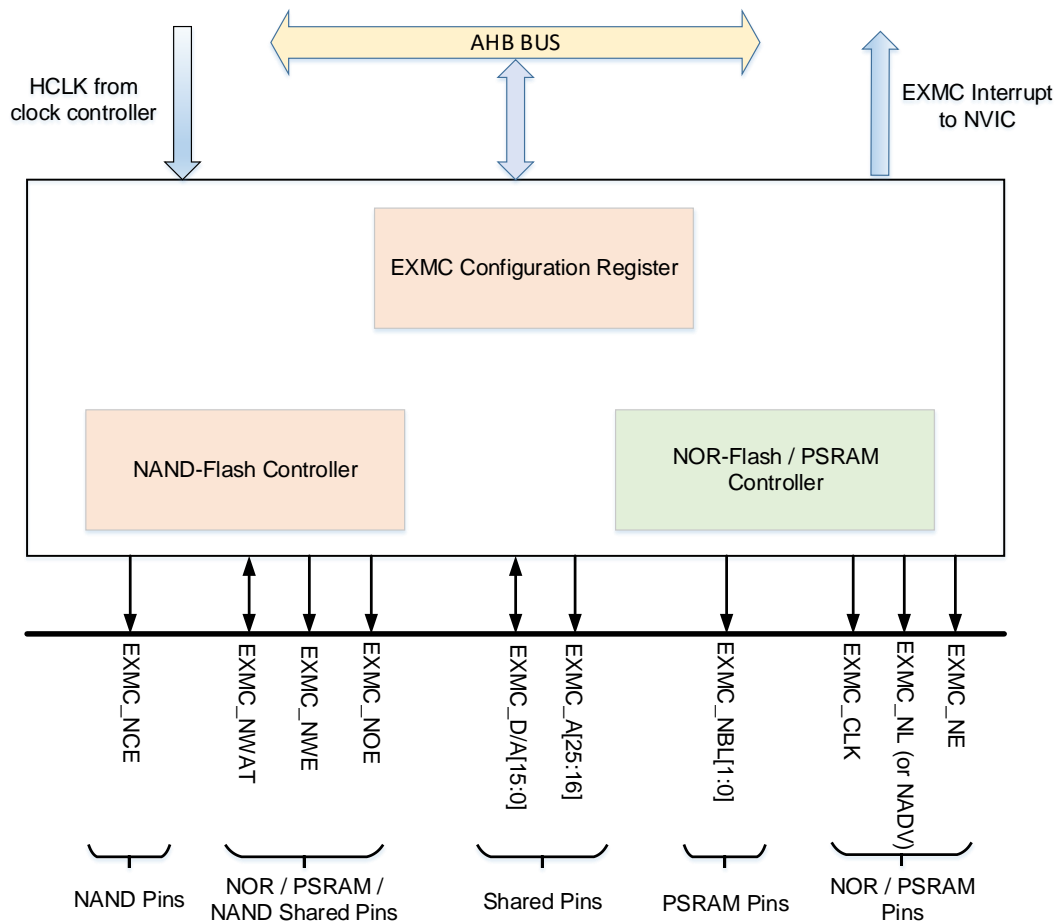 AHB BUS
HCLK from
clock controller
EXMC Interrupt
to NVIC
EXMC Configuration Register
NAND-Flash Controller
NOR-Flash / PSRAM
Controller
EXMC_NCE
EXMC_NWAT
EXMC_NWE
EXMC_NOE
EXMC_D/A[15:0]
EXMC_A[25:16]
EXMC_NBL[1:0]
EXMC_CLK
EXMC_NL (or NADV)
EXMC_NE
NAND Pins
NOR / PSRAM /
NAND Shared Pins
Shared Pins
PSRAM Pins
NOR / PSRAM
Pins